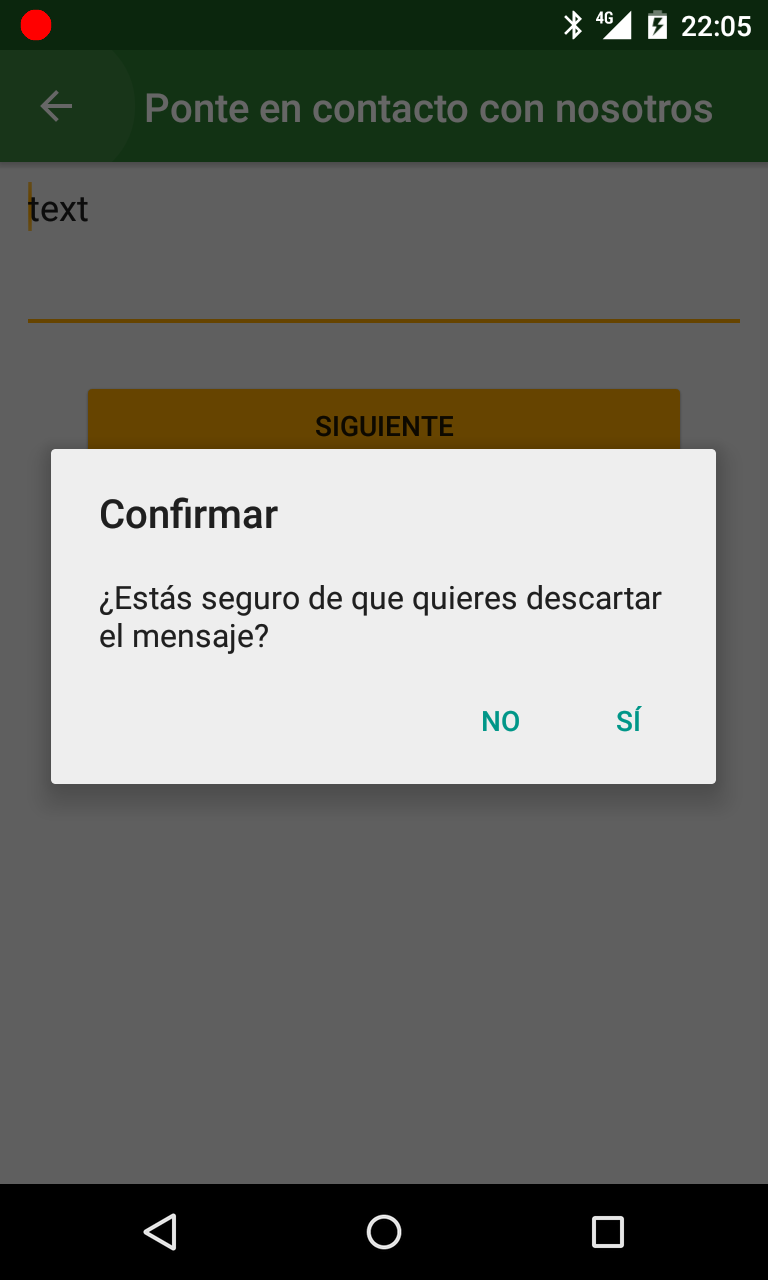 4G 22:05
Ponte en contacto con nosotros
text
SIGUIENTE
Confirmar
¿Estás seguro de que quieres descartar
el mensaje?
NO SÍ